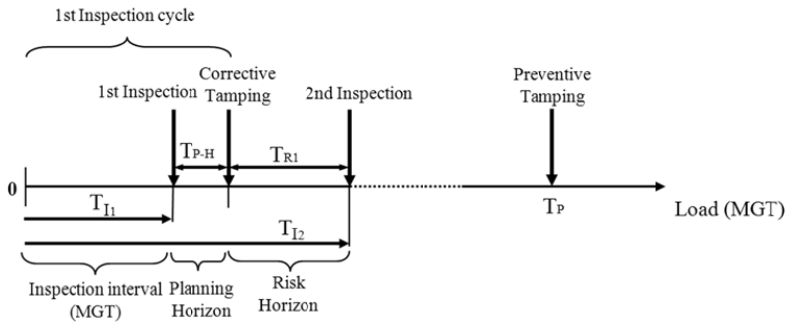 1st Inspection cycle
1st Inspection
Corrective
Tamping
2nd Inspection
Preventive
Tamping
TP-H
TR1
0
TI1
TP
Load (MGT)
TI2
Inspection interval
(MGT)
Planning
Horizon
Risk
Horizon